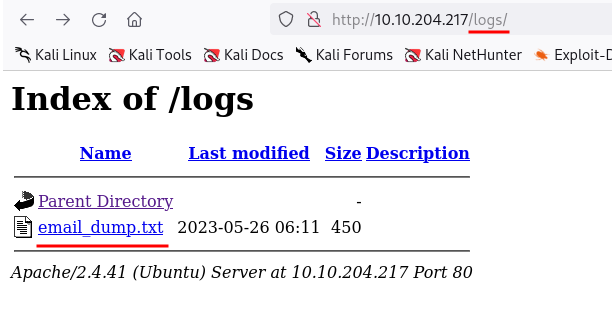 http://10.10.204.217/logs/
Kali Linux Kali Tools Kali Docs Kali Forums Kali NetHunter Exploit-D
Index of /logs
Name Last modified Size Description
Parent Directory -
email_dump.txt 2023-05-26 06:11 450
Apache/2.4.41 (Ubuntu) Server at 10.10.204.217 Port 80